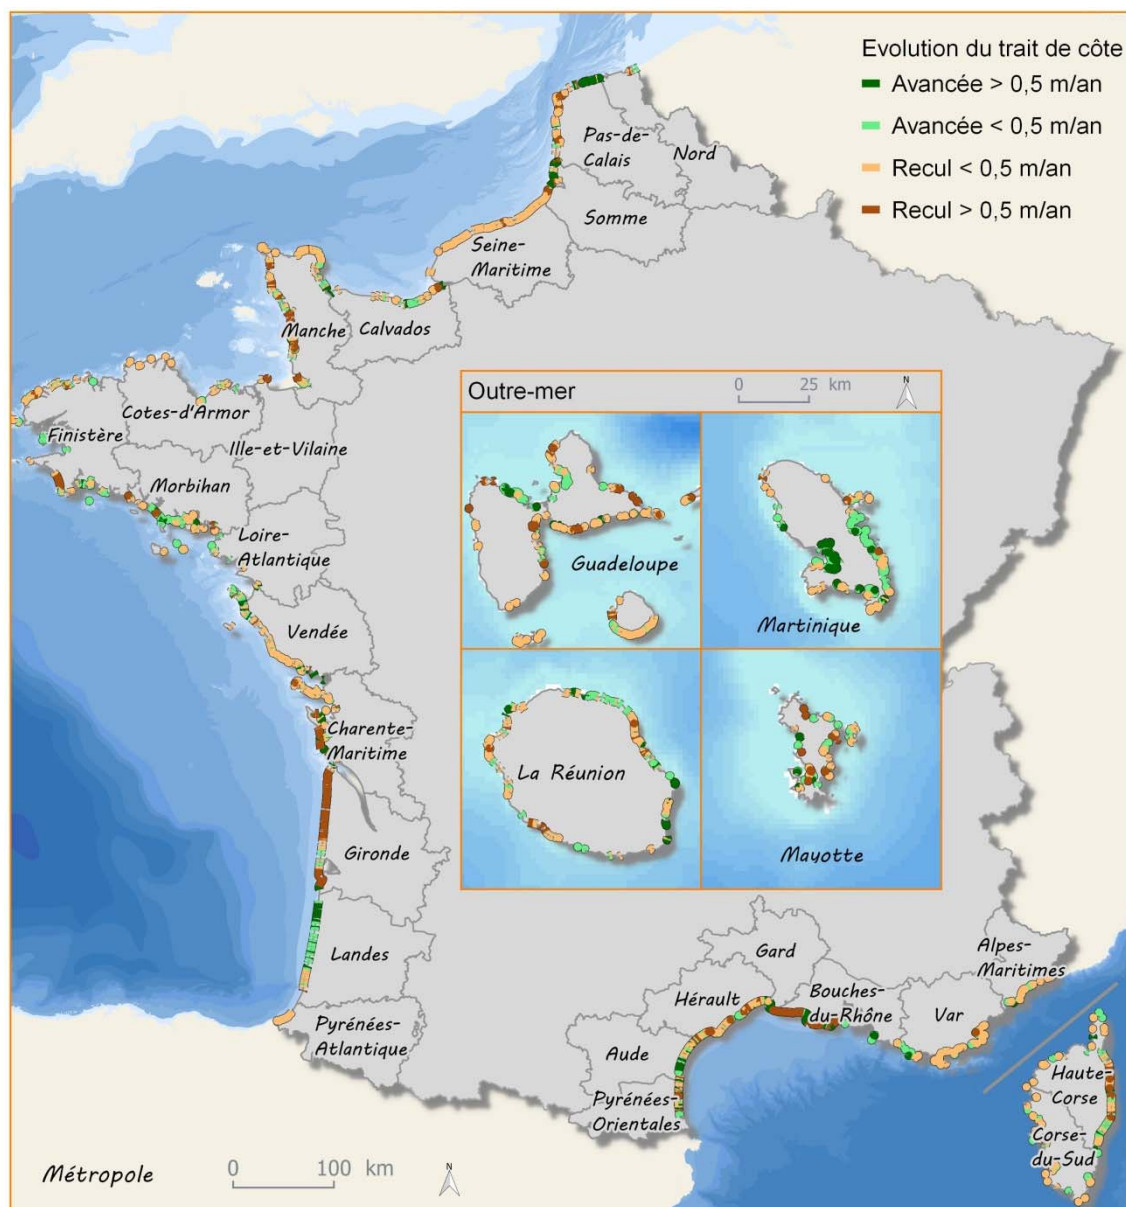 Evolution du trait de côte
Avancée > 0,5 m/an
Avancée < 0,5 m/an
Recul < 0,5 m/an
Recul > 0,5 m/an
Pas-de-
Calais
Nord
Somme
Seine-
Maritime
Manche
Calvados
Cotes-d'Armor
Finistère
Ille-et-Vilaine
Morbihan
Loire-
Atlantique
Vendée
Charente-
Maritime
Gironde
Landes
Pyrénées-
Atlantique
Outre-mer
0 25 km
N
Guadeloupe
Martinique
La Réunion
Mayotte
Gard
Hérault
Bouches-
du-Rhône
Var
Alpes-
Maritimes
Aude
Pyrénées-
Orientales
Haute-
Corse
Corse-
du-Sud
Métropole
0 100 km
N